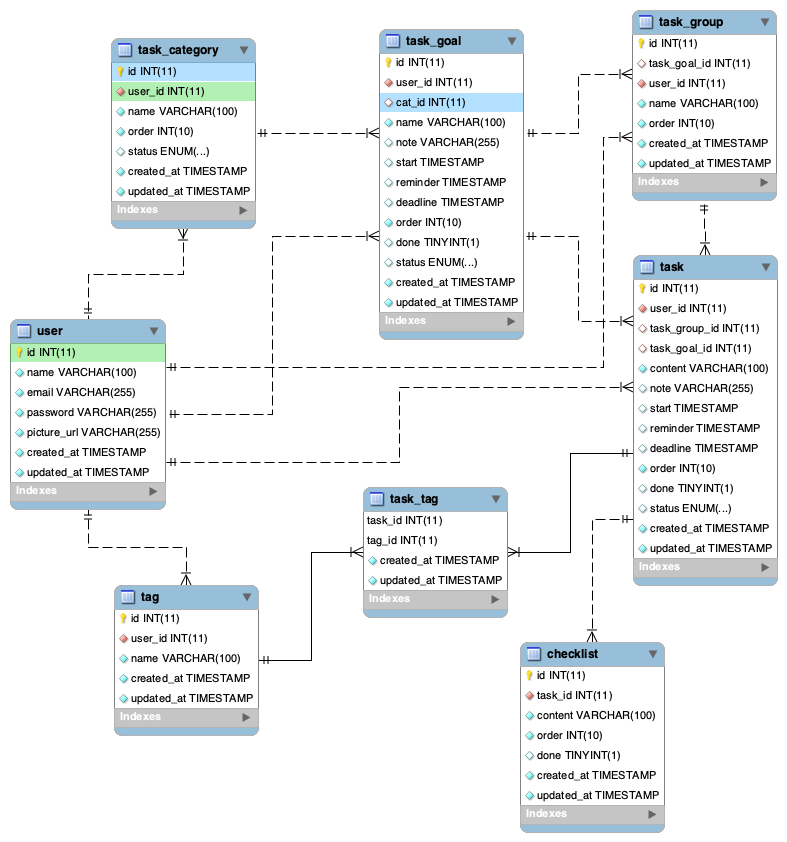 task_category
id INT(11)
user_id INT(11)
name VARCHAR(100)
order INT(10)
status ENUM(...)
created_at TIMESTAMP
updated_at TIMESTAMP
Indexes
task_goal
id INT(11)
user_id INT(11)
cat_id INT(11)
name VARCHAR(100)
note VARCHAR(255)
start TIMESTAMP
reminder TIMESTAMP
deadline TIMESTAMP
order INT(10)
done TINYINT(1)
status ENUM(...)
created_at TIMESTAMP
updated_at TIMESTAMP
Indexes
task_group
id INT(11)
task_goal_id INT(11)
user_id INT(11)
name VARCHAR(100)
order INT(10)
created_at TIMESTAMP
updated_at TIMESTAMP
Indexes
user
id INT(11)
name VARCHAR(100)
email VARCHAR(255)
password VARCHAR(255)
picture_url VARCHAR(255)
created_at TIMESTAMP
updated_at TIMESTAMP
Indexes
task
id INT(11)
user_id INT(11)
task_group_id INT(11)
task_goal_id INT(11)
content VARCHAR(100)
note VARCHAR(255)
start TIMESTAMP
reminder TIMESTAMP
deadline TIMESTAMP
order INT(10)
done TINYINT(1)
status ENUM(...)
created_at TIMESTAMP
updated_at TIMESTAMP
Indexes
task_tag
task_id INT(11)
tag_id INT(11)
created_at TIMESTAMP
updated_at TIMESTAMP
Indexes
tag
id INT(11)
user_id INT(11)
name VARCHAR(100)
created_at TIMESTAMP
updated_at TIMESTAMP
Indexes
checklist
id INT(11)
task_id INT(11)
content VARCHAR(100)
order INT(10)
done TINYINT(1)
created_at TIMESTAMP
updated_at TIMESTAMP
Indexes